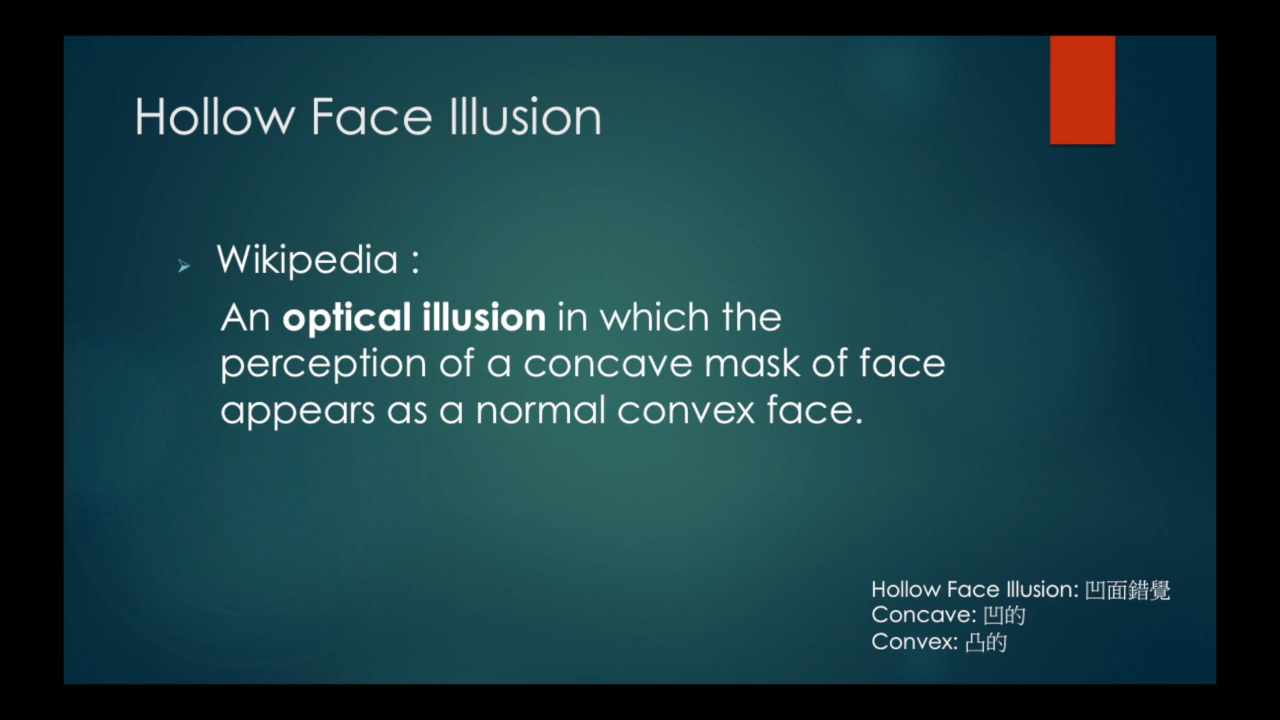 Hollow Face Illusion
Wikipedia :
An optical illusion in which the
perception of a concave mask of face
appears as a normal convex face.
Hollow Face Illusion: 凹面錯覺
Concave: 凹的
Convex: 凸的